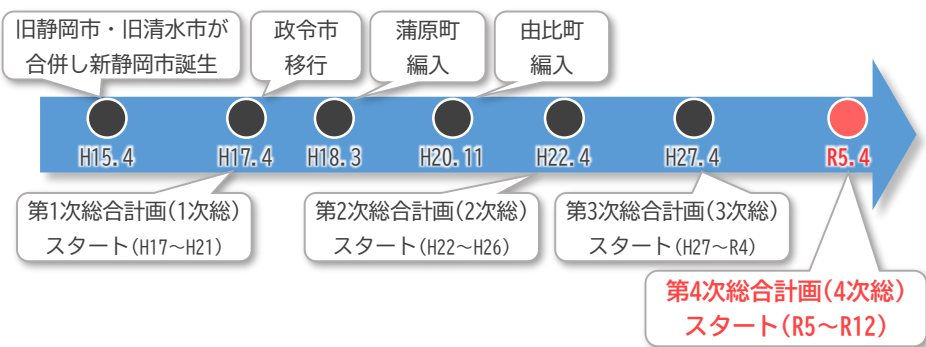 旧静岡市・旧清水市が
合併し新静岡市誕生
政令市
移行
蒲原町
編入
由比町
編入
H15.4
H17.4
H18.3
H20.11
H22.4
H27.4
R5.4
第1次総合計画(1次総)
スタート(H17～H21)
第2次総合計画(2次総)
スタート(H22～H26)
第3次総合計画(3次総)
スタート(H27～R4)
第4次総合計画(4次総)
スタート(R5～R12)